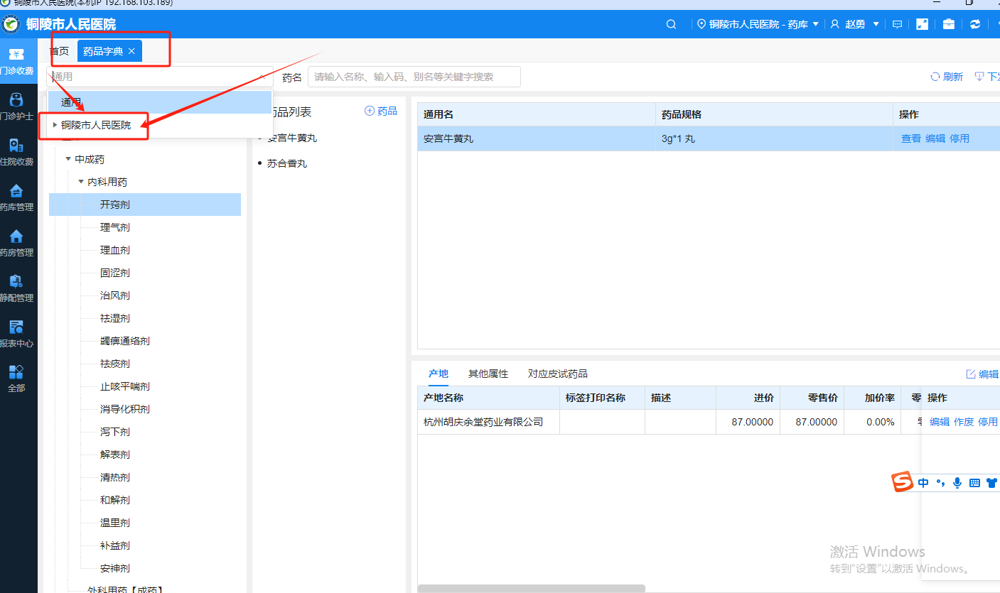 铜陵市人民医院(本机IP 192.168.103.189)
铜陵市人民医院
铜陵市人民医院 - 药库
赵勇
首页
药品字典
门诊收费
门诊护士
住院收费
药库管理
药房管理
静配管理
报表中心
全部
通用
药名
请输入名称、输入码、别名等关键字搜索
刷新
通用
铜陵市人民医院
中成药
内科用药
开窍剂
理气剂
理血剂
固涩剂
治风剂
祛湿剂
蠲痹通络剂
祛痰剂
止咳平喘剂
消导化积剂
泻下剂
解表剂
清热剂
和解剂
温里剂
补益剂
安神剂
外科用药【成药】
药品列表
药品
安宫牛黄丸
苏合香丸
通用名 药品规格 操作
安宫牛黄丸 3g*1 丸 查看 编辑 停用
产地 其他属性 对应皮试药品
编辑
产地名称 标签打印名称 描述 进价 零售价 加价率 零 操作
杭州胡庆余堂药业有限公司 87.00000 87.00000 0.00% 编辑 作废 停用
中
激活 Windows
转到"设置"以激活 Windows。